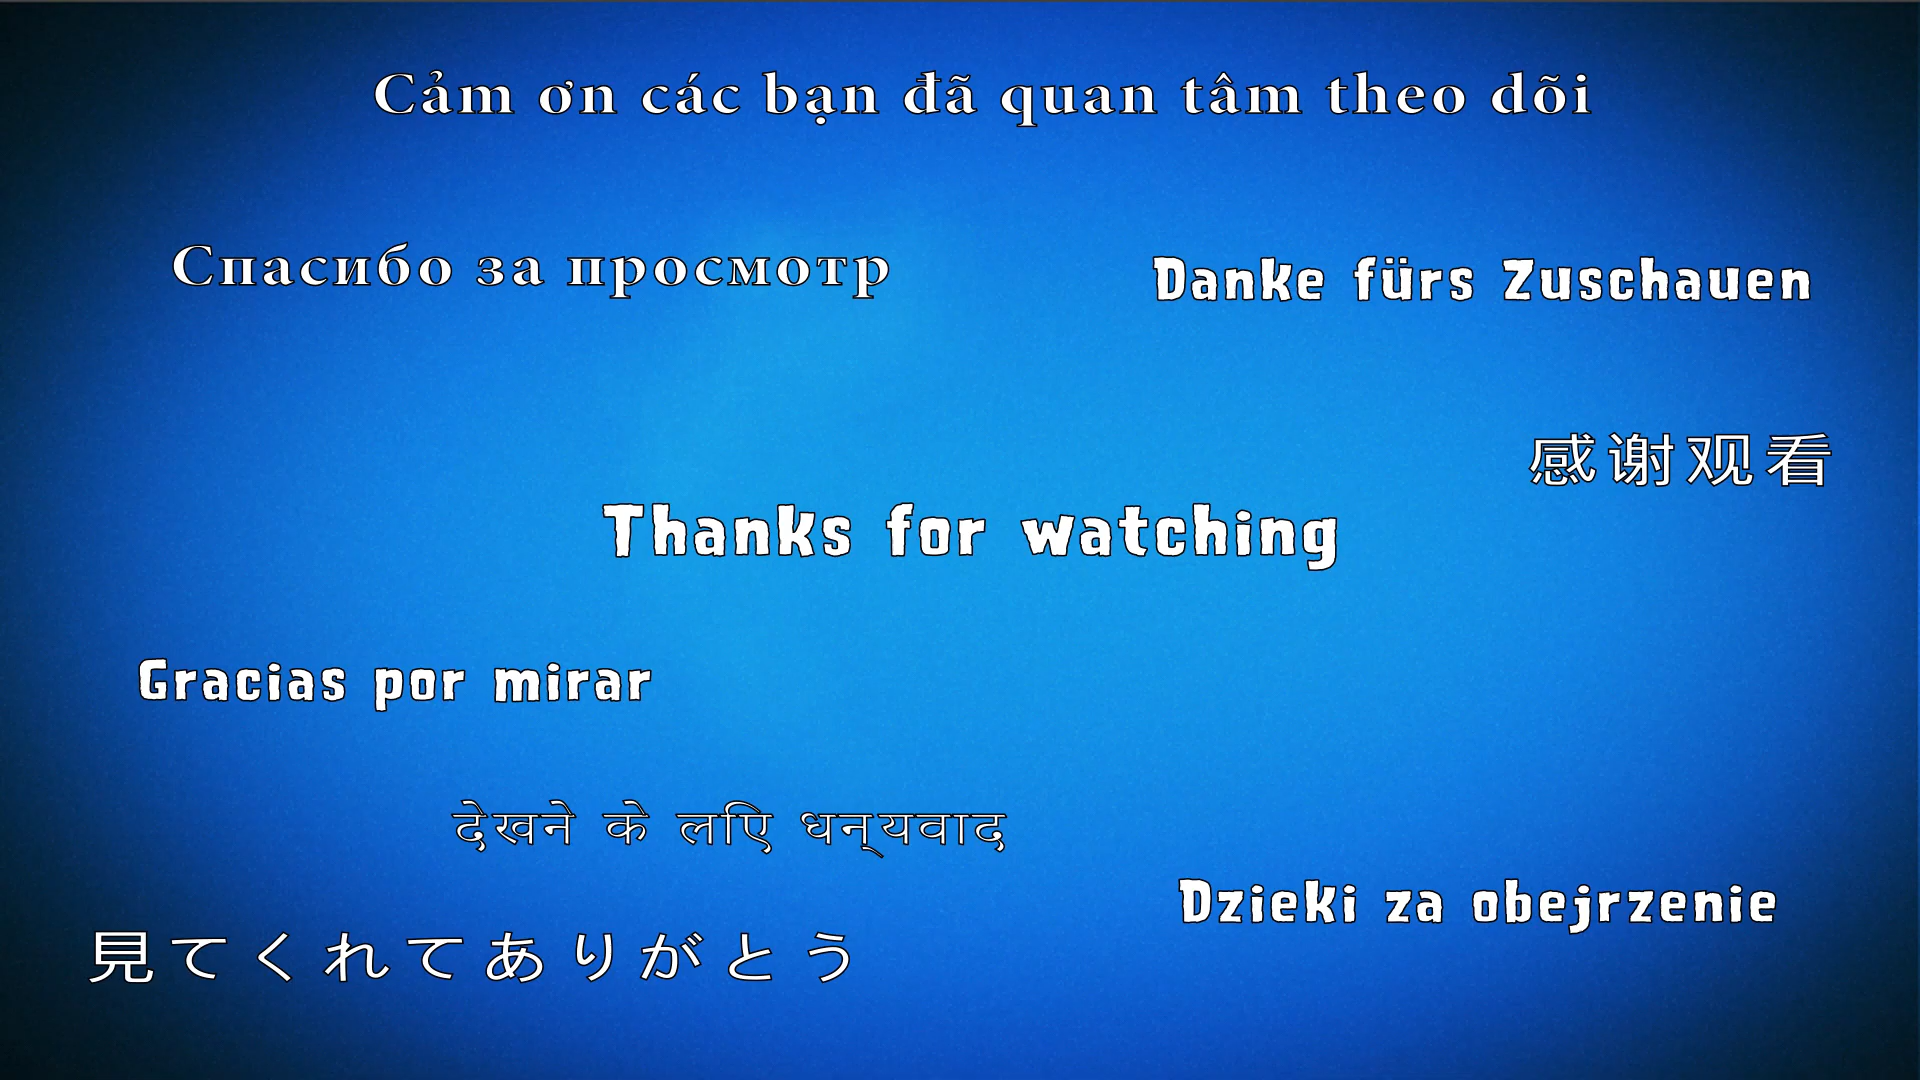 Cảm ơn các bạn đã quan tâm theo dõi
Спасибо за просмотр
Danke fürs Zuschauen
感谢观看
Thanks for watching
Gracias por mirar
देखने के लिए धन्यवाद
Dzieki za obejrzenie
見てくれてありがとう